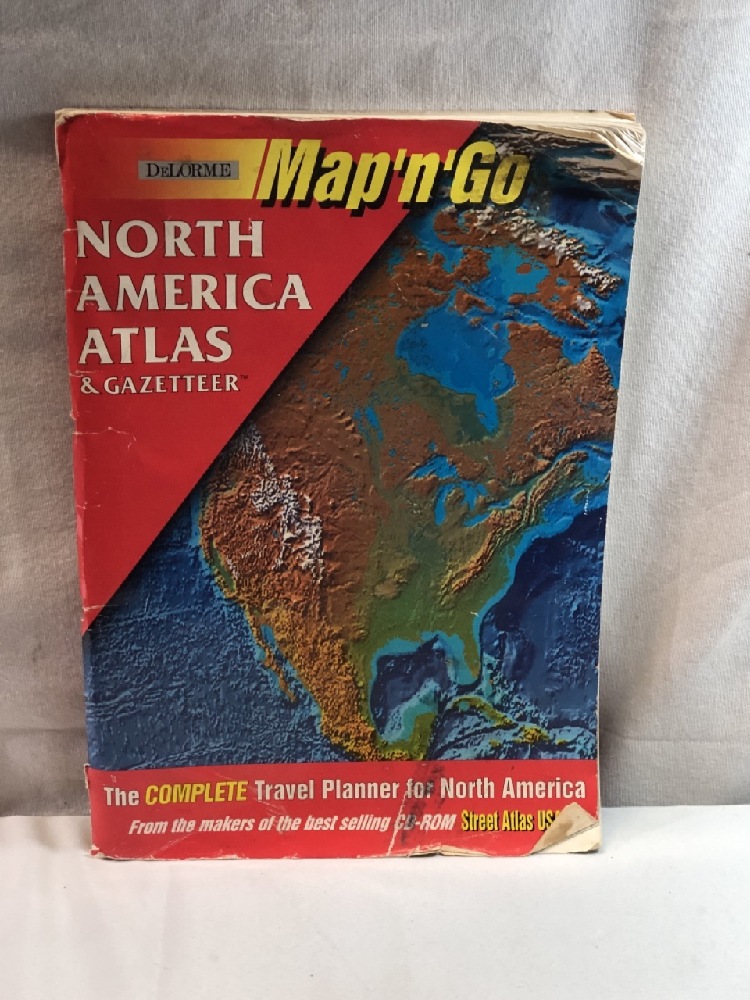 DELORME Map'n'Go
NORTH
AMERICA
ATLAS
& GAZETTEER™
The COMPLETE Travel Planner for North America
From the makers of the best selling CD-ROM Street Atlas